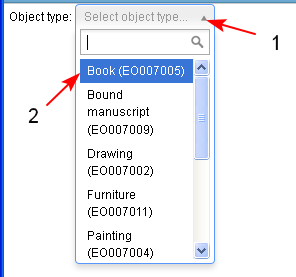 Object type: Select object type... 1
2
Book (EO007005)
Bound
manuscript
(EO007009)
Drawing
(EO007002)
Furniture
(EO007011)
Painting
(EO007004)